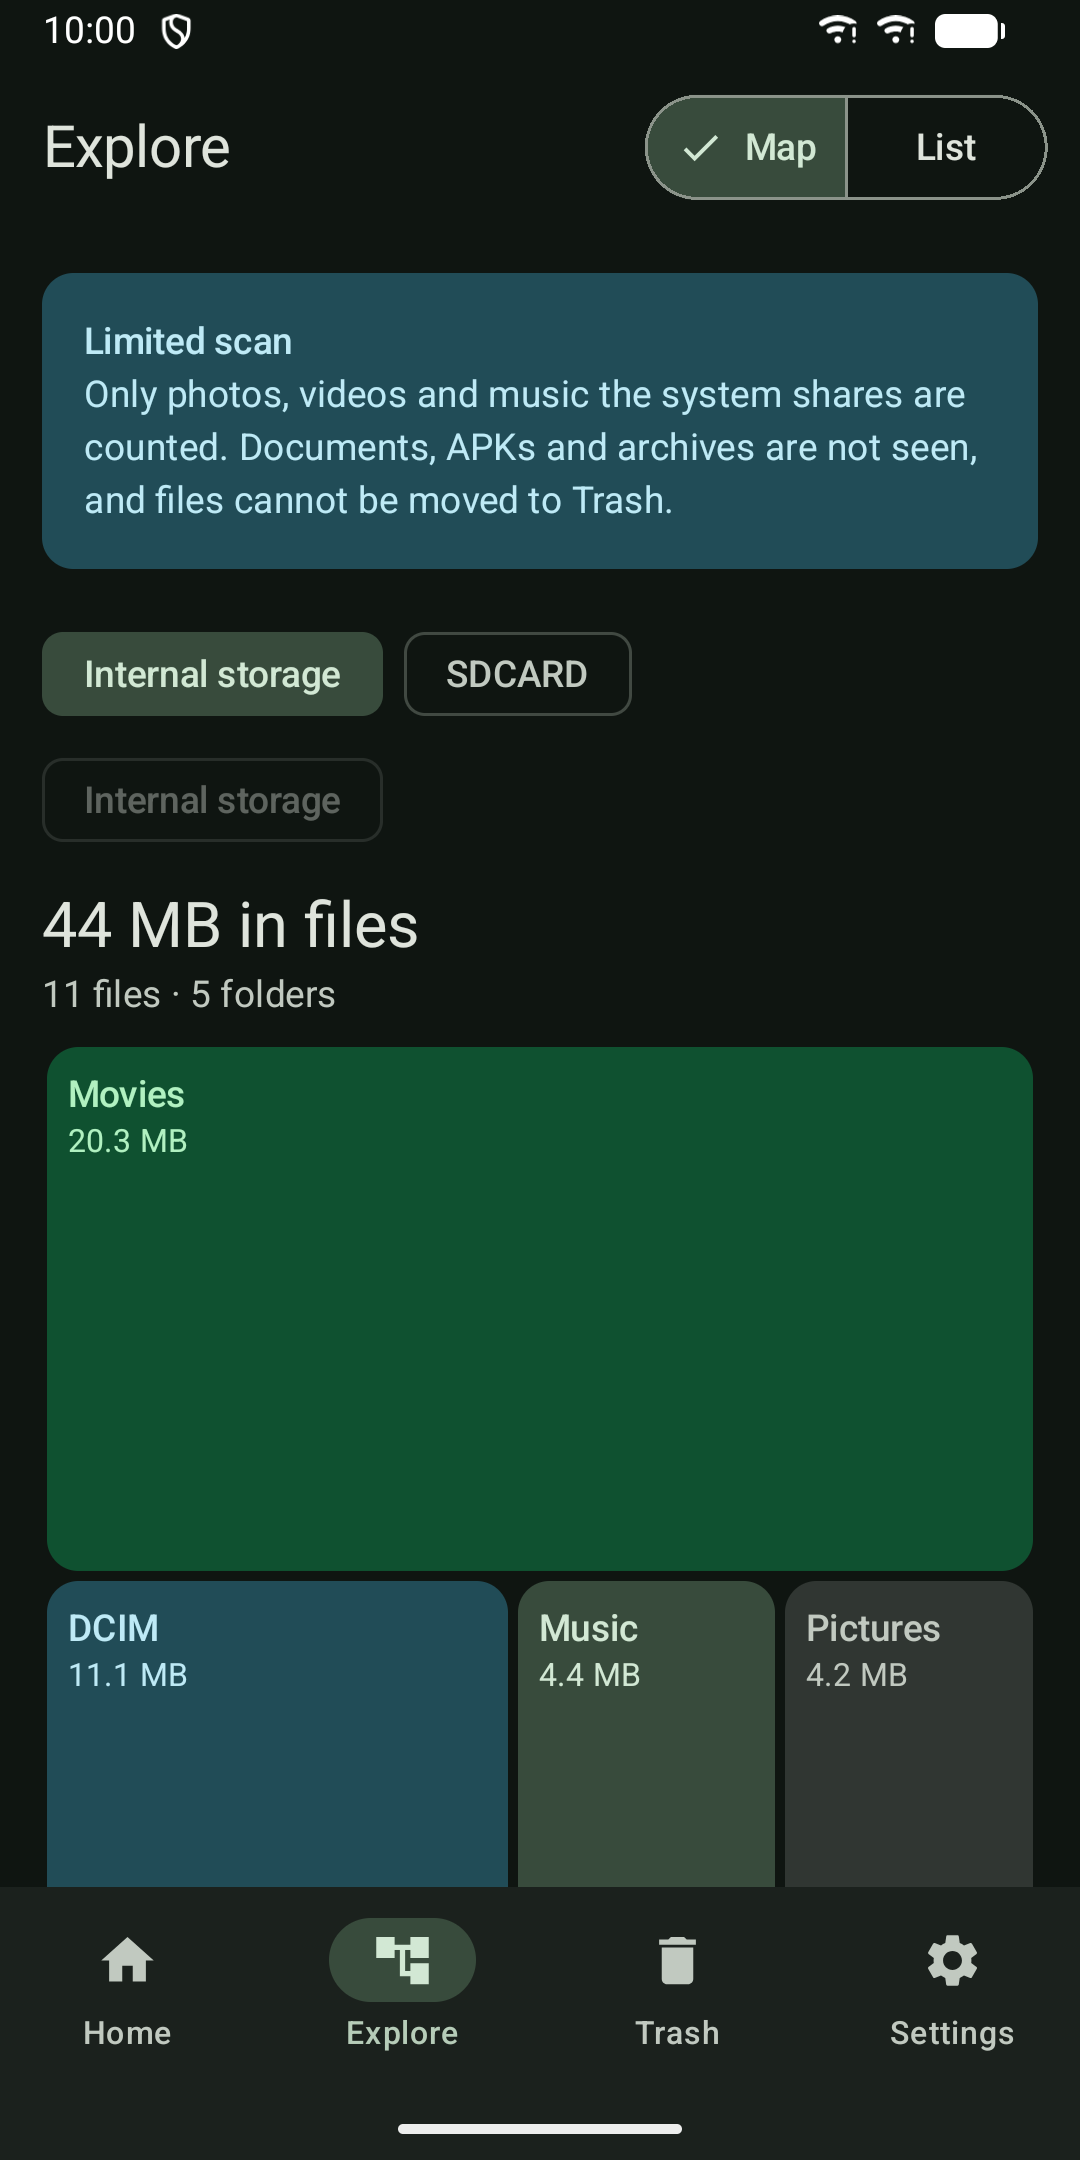 10:00
Explore
Map
List
Limited scan
Only photos, videos and music the system shares are
counted. Documents, APKs and archives are not seen,
and files cannot be moved to Trash.
Internal storage
SDCARD
Internal storage
44 MB in files
11 files · 5 folders
Movies
20.3 MB
DCIM
11.1 MB
Music
4.4 MB
Pictures
4.2 MB
Home
Explore
Trash
Settings